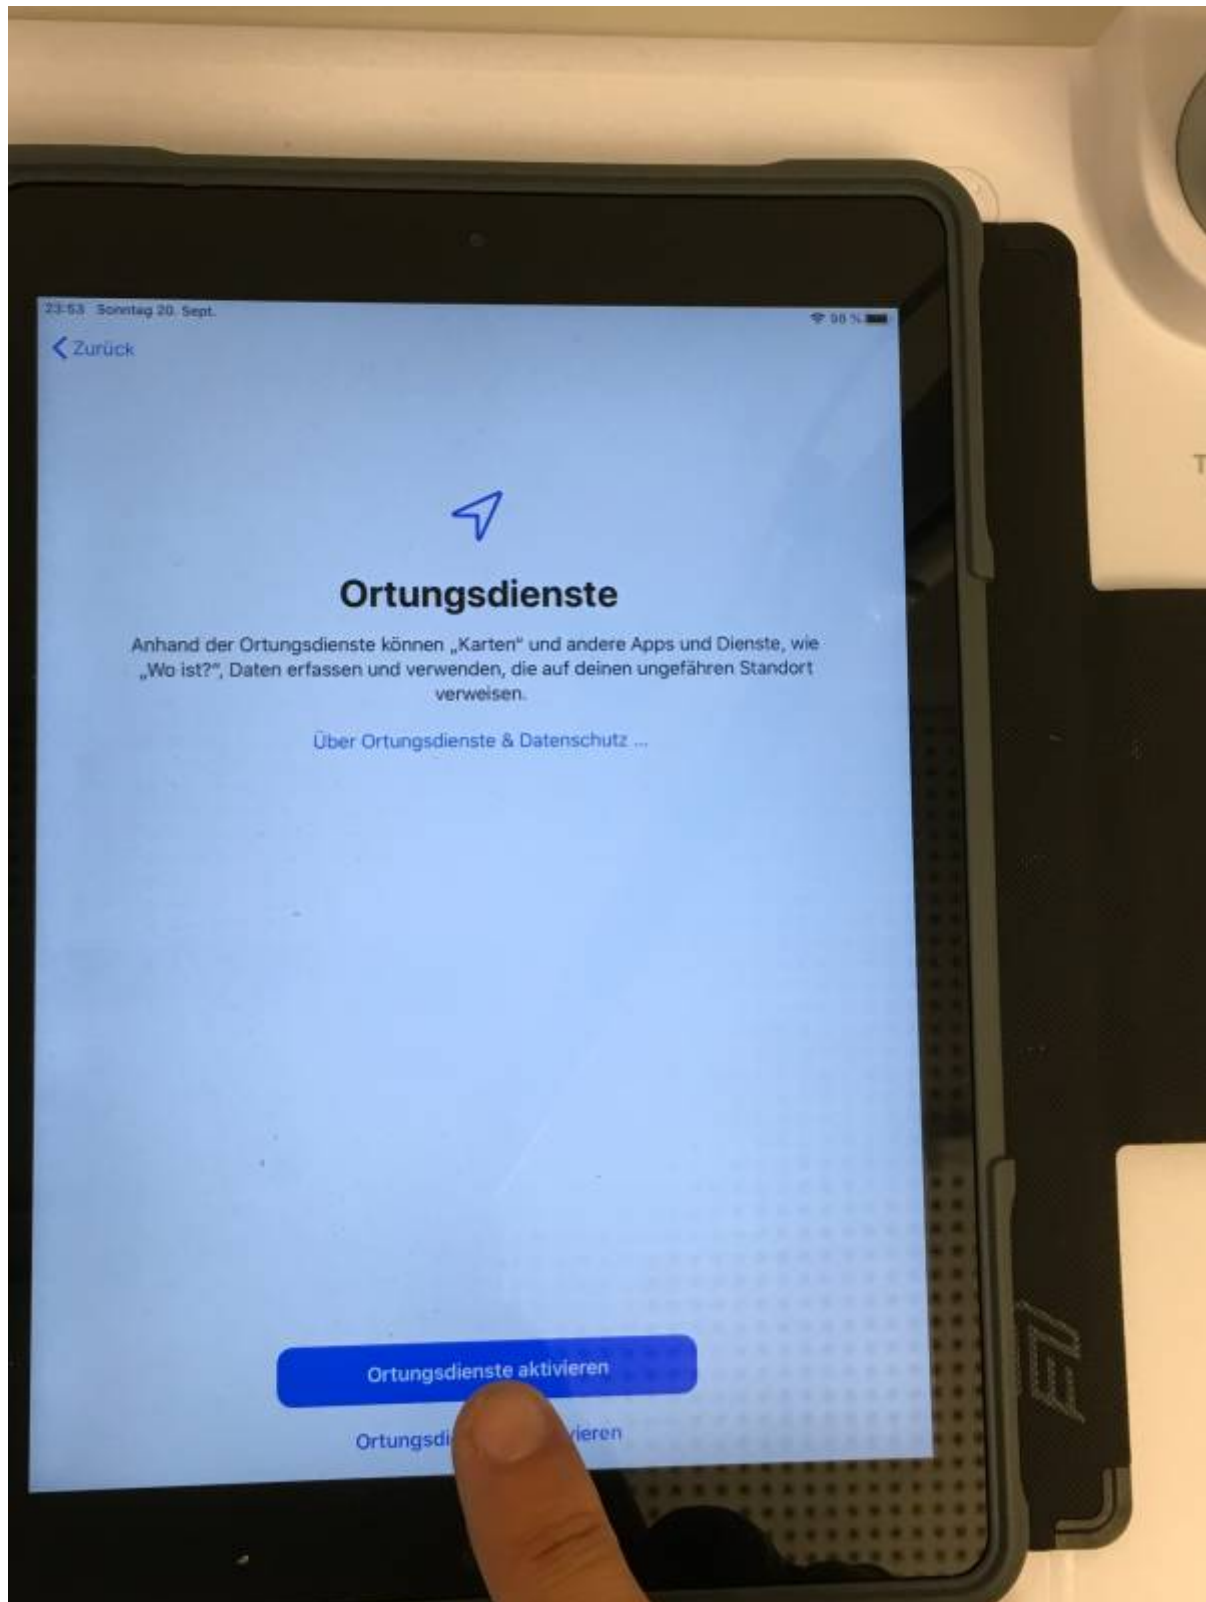 23:53 Sonntag 20. Sept.
98 %
Zurück
Ortungsdienste
Anhand der Ortungsdienste können „Karten“ und andere Apps und Dienste, wie
„Wo ist?“, Daten erfassen und verwenden, die auf deinen ungefähren Standort
verweisen.
Über Ortungsdienste & Datenschutz ...
Ortungsdienste aktivieren